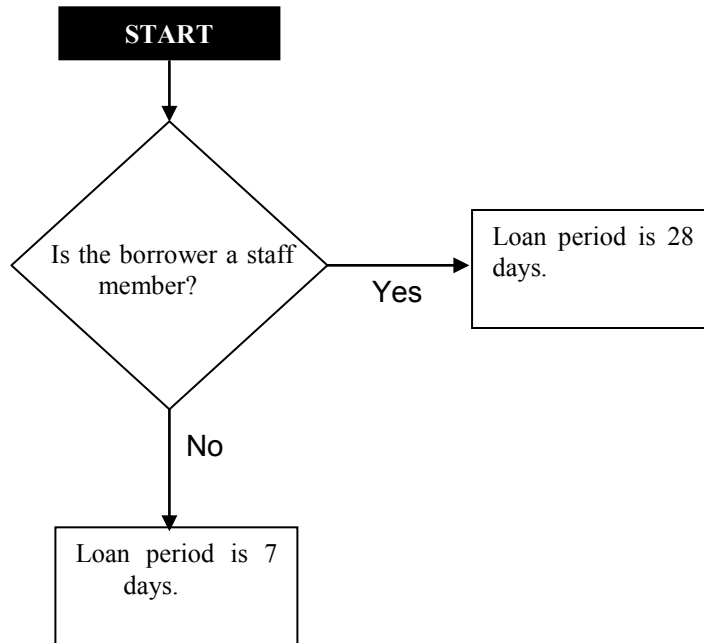 START
Is the borrower a staff
member?
Yes
Loan period is 28
days.
No
Loan period is 7
days.